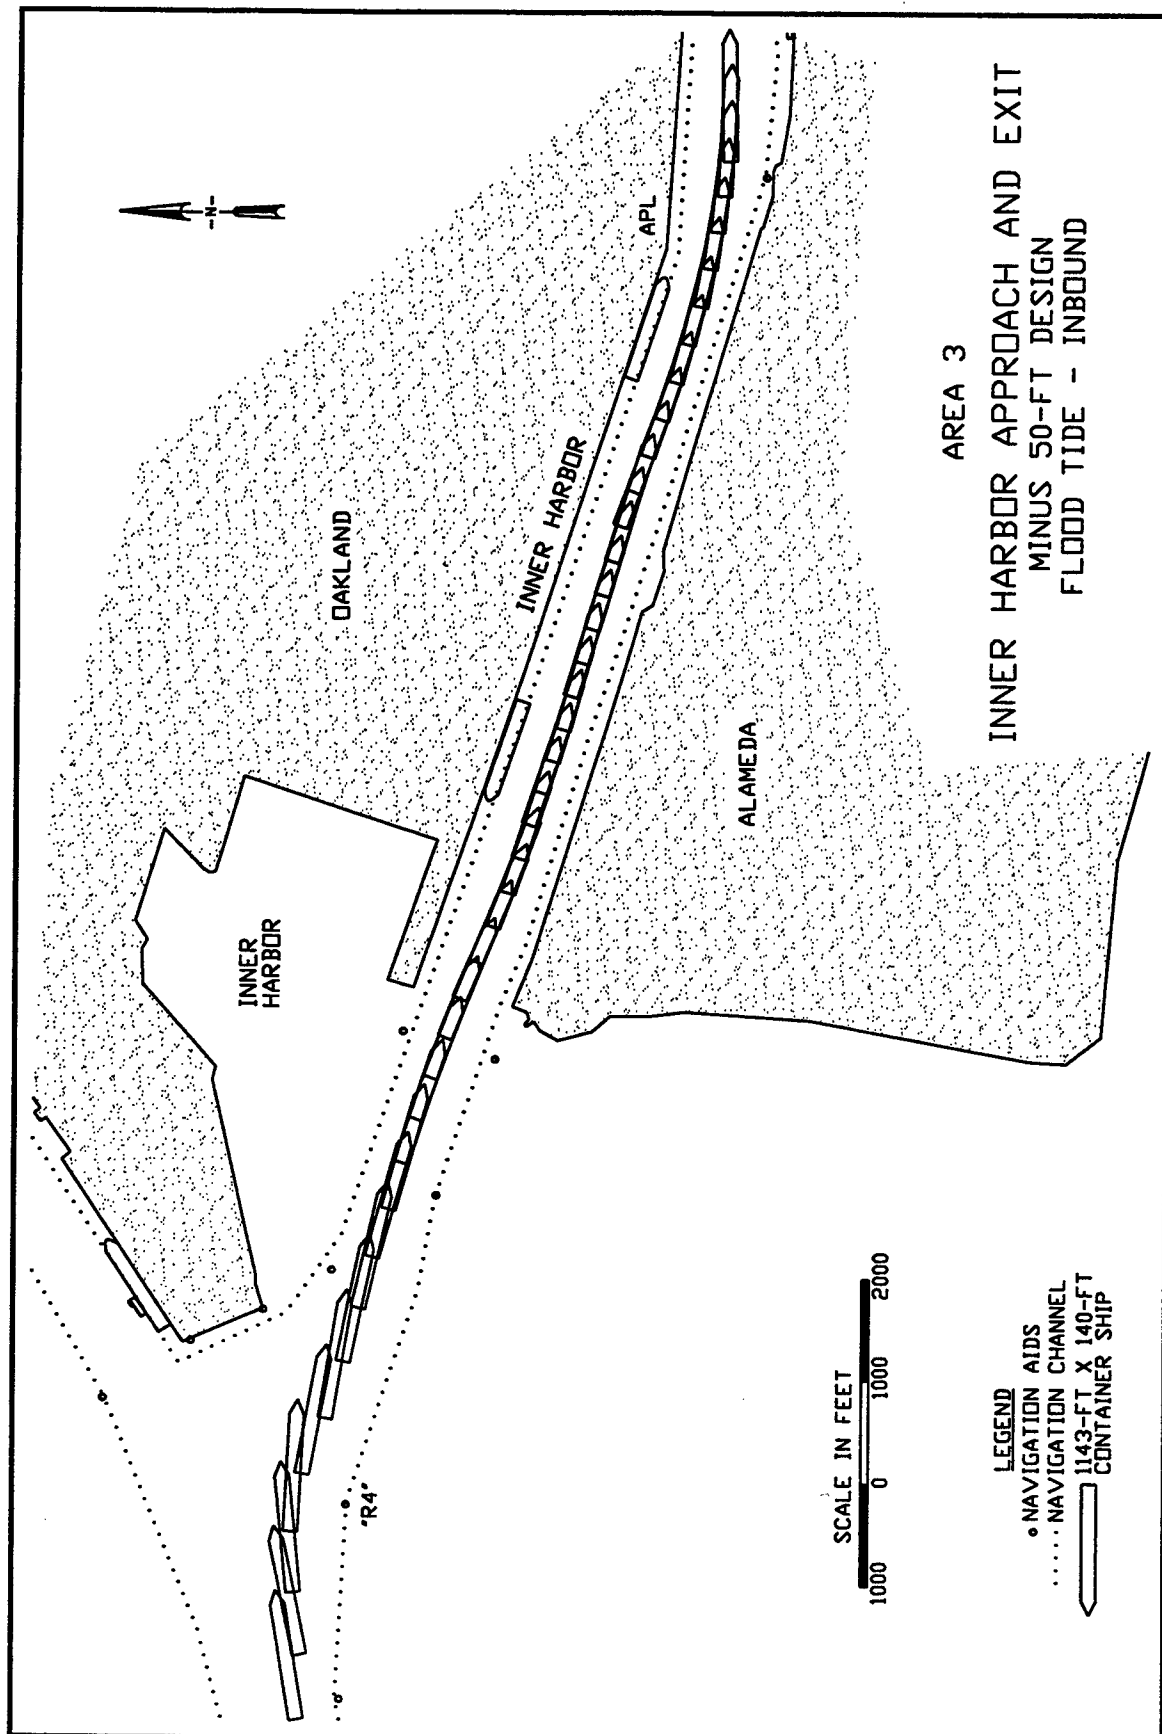 -N-
OAKLAND
INNER
HARBOR
INNER HARBOR
APL
"R4"
ALAMEDA
AREA 3
INNER HARBOR APPROACH AND EXIT
MINUS 50-FT DESIGN
FLOOD TIDE - INBOUND
SCALE IN FEET
1000 0 1000 2000
LEGEND
NAVIGATION AIDS
NAVIGATION CHANNEL
1143-FT X 140-FT
CONTAINER SHIP